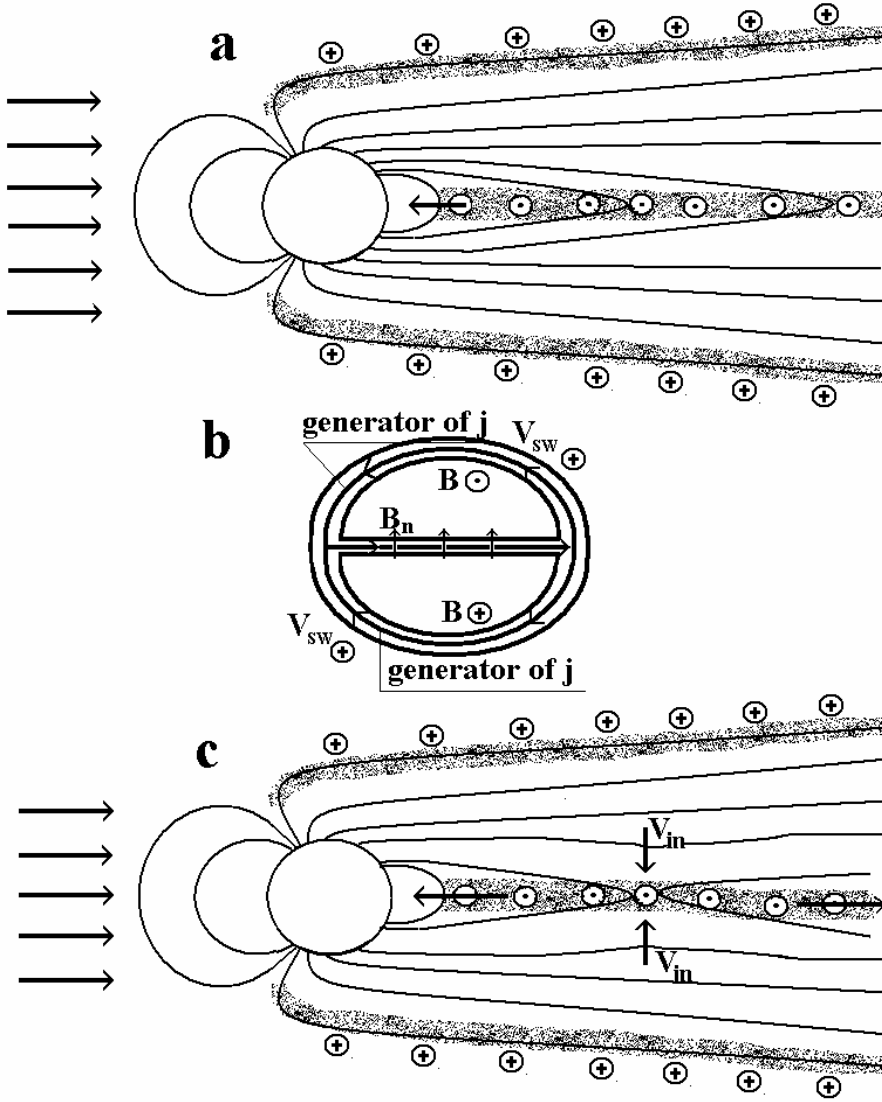 a
generator of j
b
V_sw
B
B_n
B
V_sw
generator of j
c
V_in
V_in